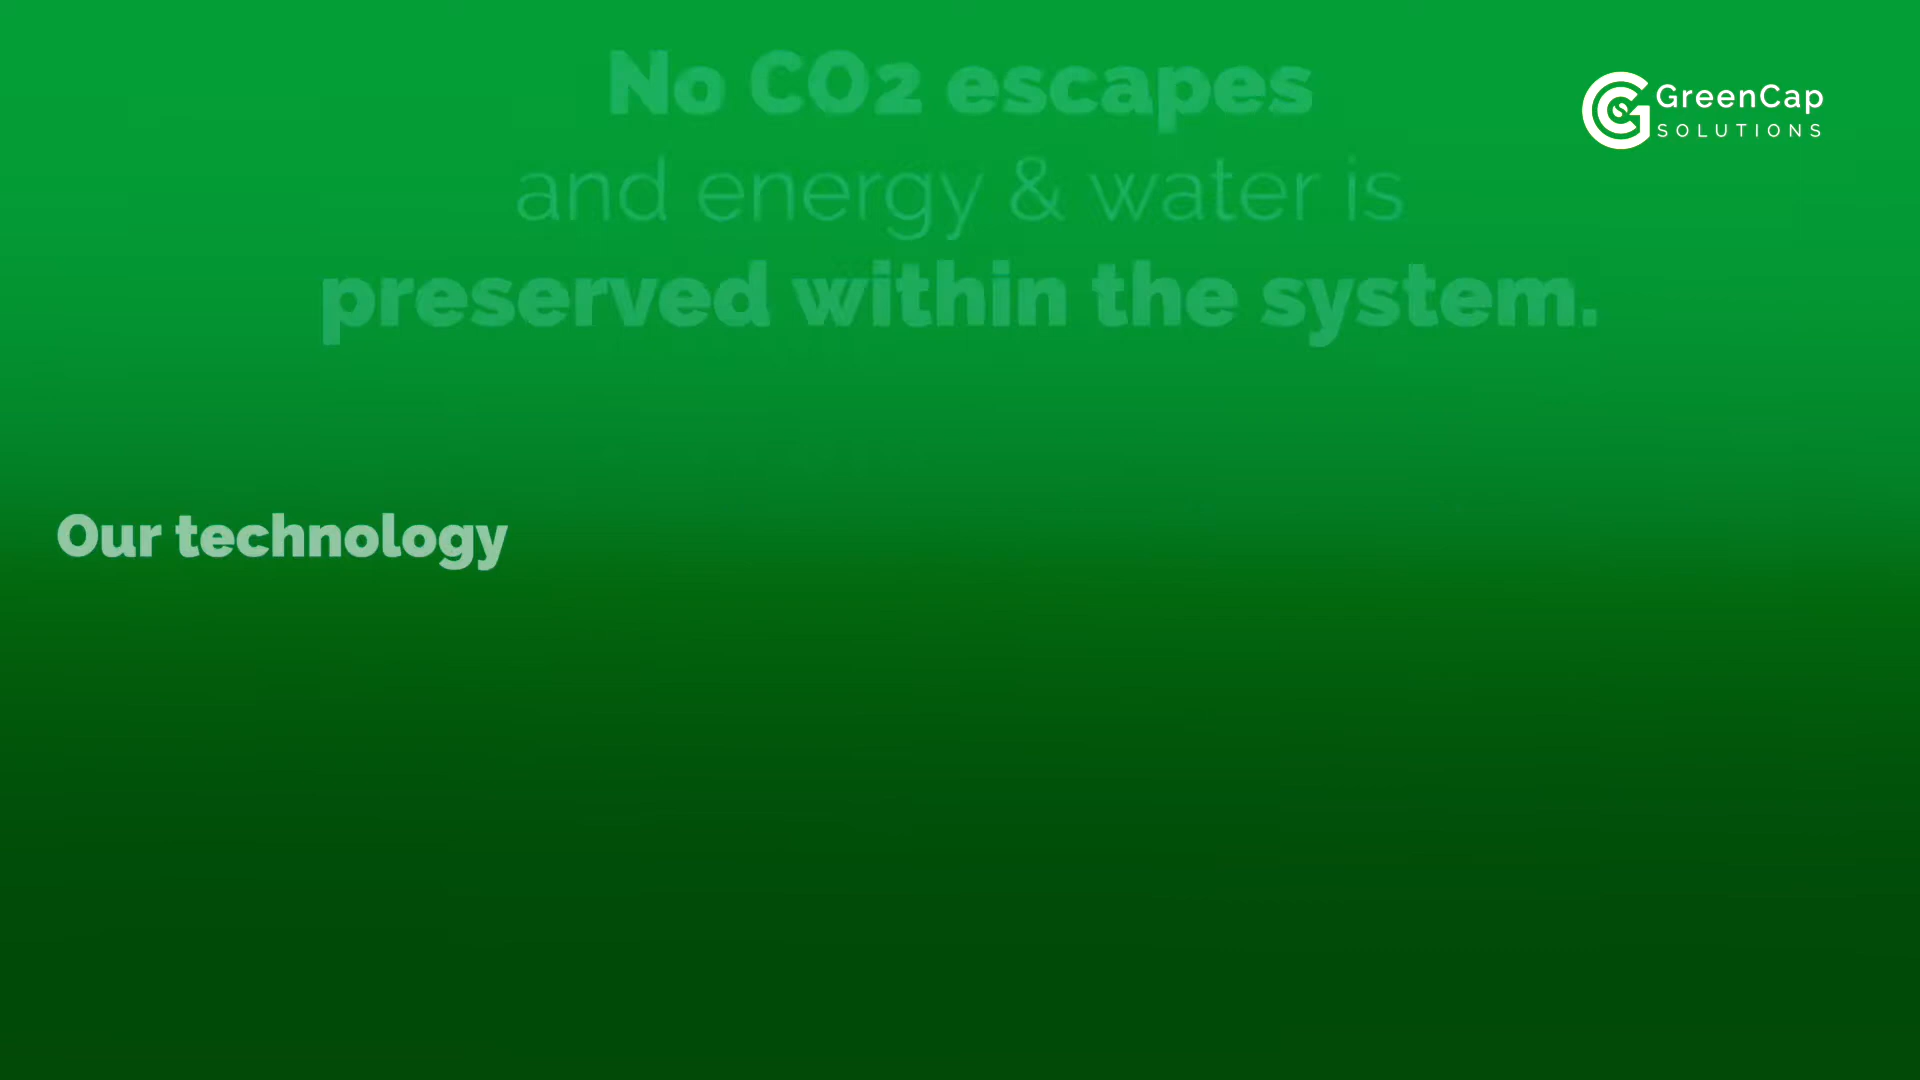 No CO2 escapes
and energy & water is
preserved within the system.
GreenCap
SOLUTIONS
Our technology